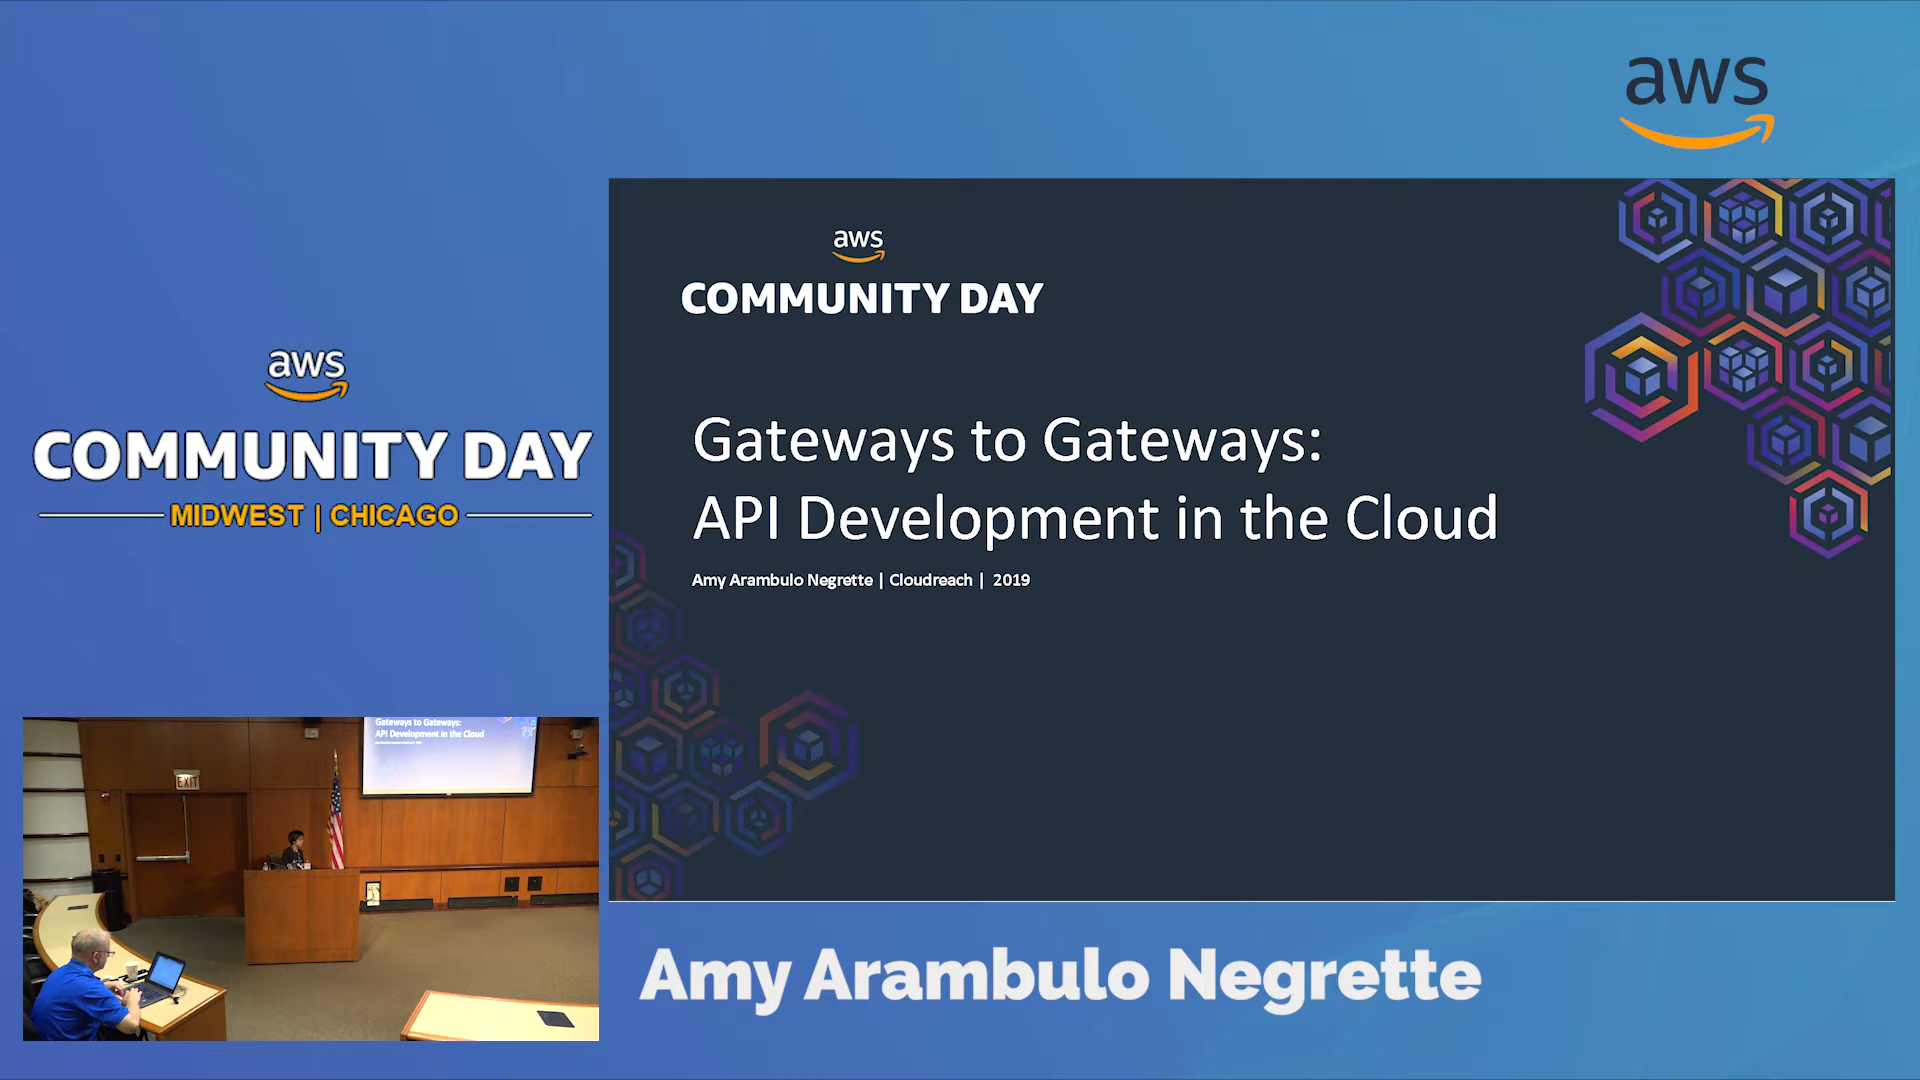 aws
aws
COMMUNITY DAY
MIDWEST | CHICAGO
aws
COMMUNITY DAY
Gateways to Gateways:
API Development in the Cloud
Amy Arambulo Negrette | Cloudreach | 2019
Gateways to Gateways:
API Development in the Cloud
EXIT
Amy Arambulo Negrette